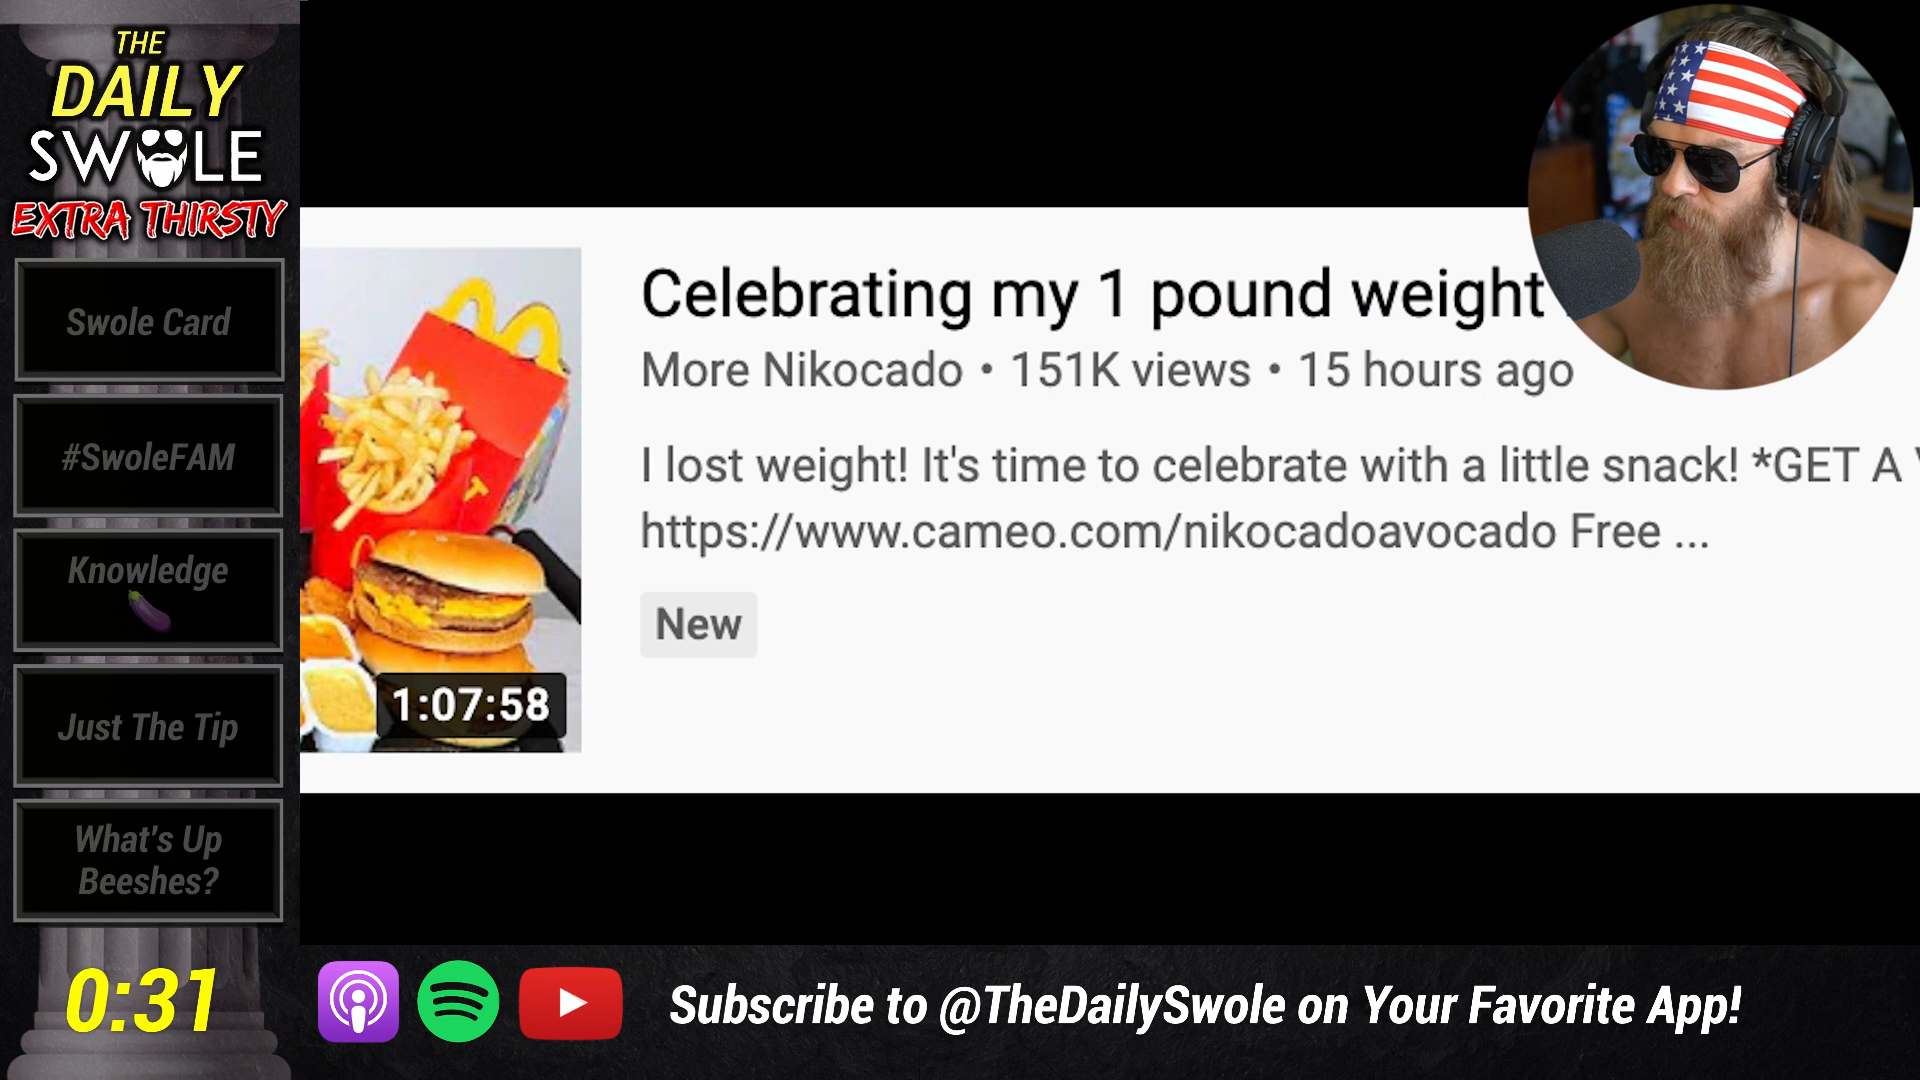 THE
DAILY
SWOLE
EXTRA THIRSTY
Swole Card
#SwoleFAM
Knowledge
Just The Tip
What's Up
Beeshes?
0:31
Celebrating my 1 pound weight
More Nikocado • 151K views • 15 hours ago
I lost weight! It's time to celebrate with a little snack! *GET A
https://www.cameo.com/nikocadoavocado Free ...
New
1:07:58
Subscribe to @TheDailySwole on Your Favorite App!